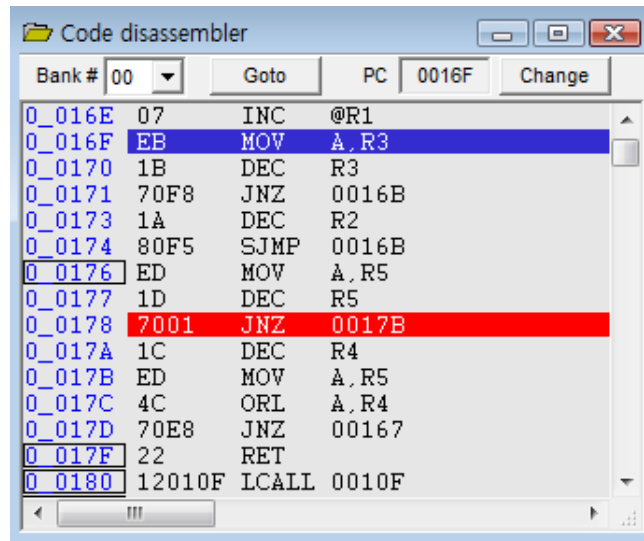 Code disassembler
Bank # 00 Goto PC 0016F Change
0_016E 07 INC @R1
0_016F EB MOV A,R3
0_0170 1B DEC R3
0_0171 70F8 JNZ 0016B
0_0173 1A DEC R2
0_0174 80F5 SJMP 0016B
0_0176 ED MOV A,R5
0_0177 1D DEC R5
0_0178 7001 JNZ 0017B
0_017A 1C DEC R4
0_017B ED MOV A,R5
0_017C 4C ORL A,R4
0_017D 70E8 JNZ 00167
0_017F 22 RET
0_0180 12010F LCALL 0010F